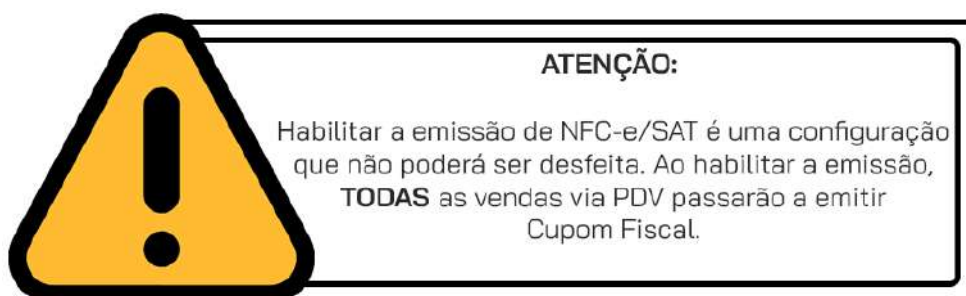 ATENÇÃO:
Habilitar a emissão de NFC-e/SAT é uma configuração
que não poderá ser desfeita. Ao habilitar a emissão,
TODAS as vendas via PDV passarão a emitir
Cupom Fiscal.